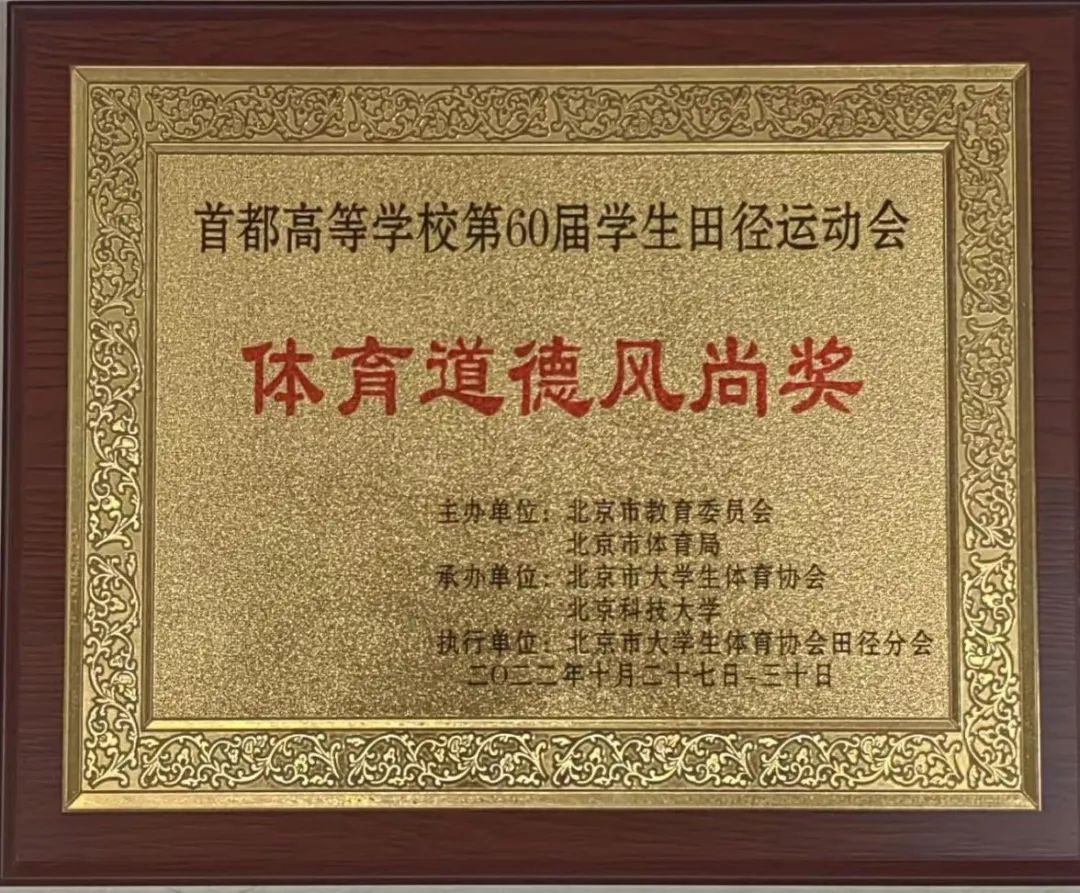 首都高等学校第60届学生田径运动会
体育道德风尚奖
主办单位：北京市教育委员会
北京市体育局
承办单位：北京市大学生体育协会
北京科技大学
执行单位：北京市大学生体育协会田径分会
二〇二二年十月二十七日-三十日